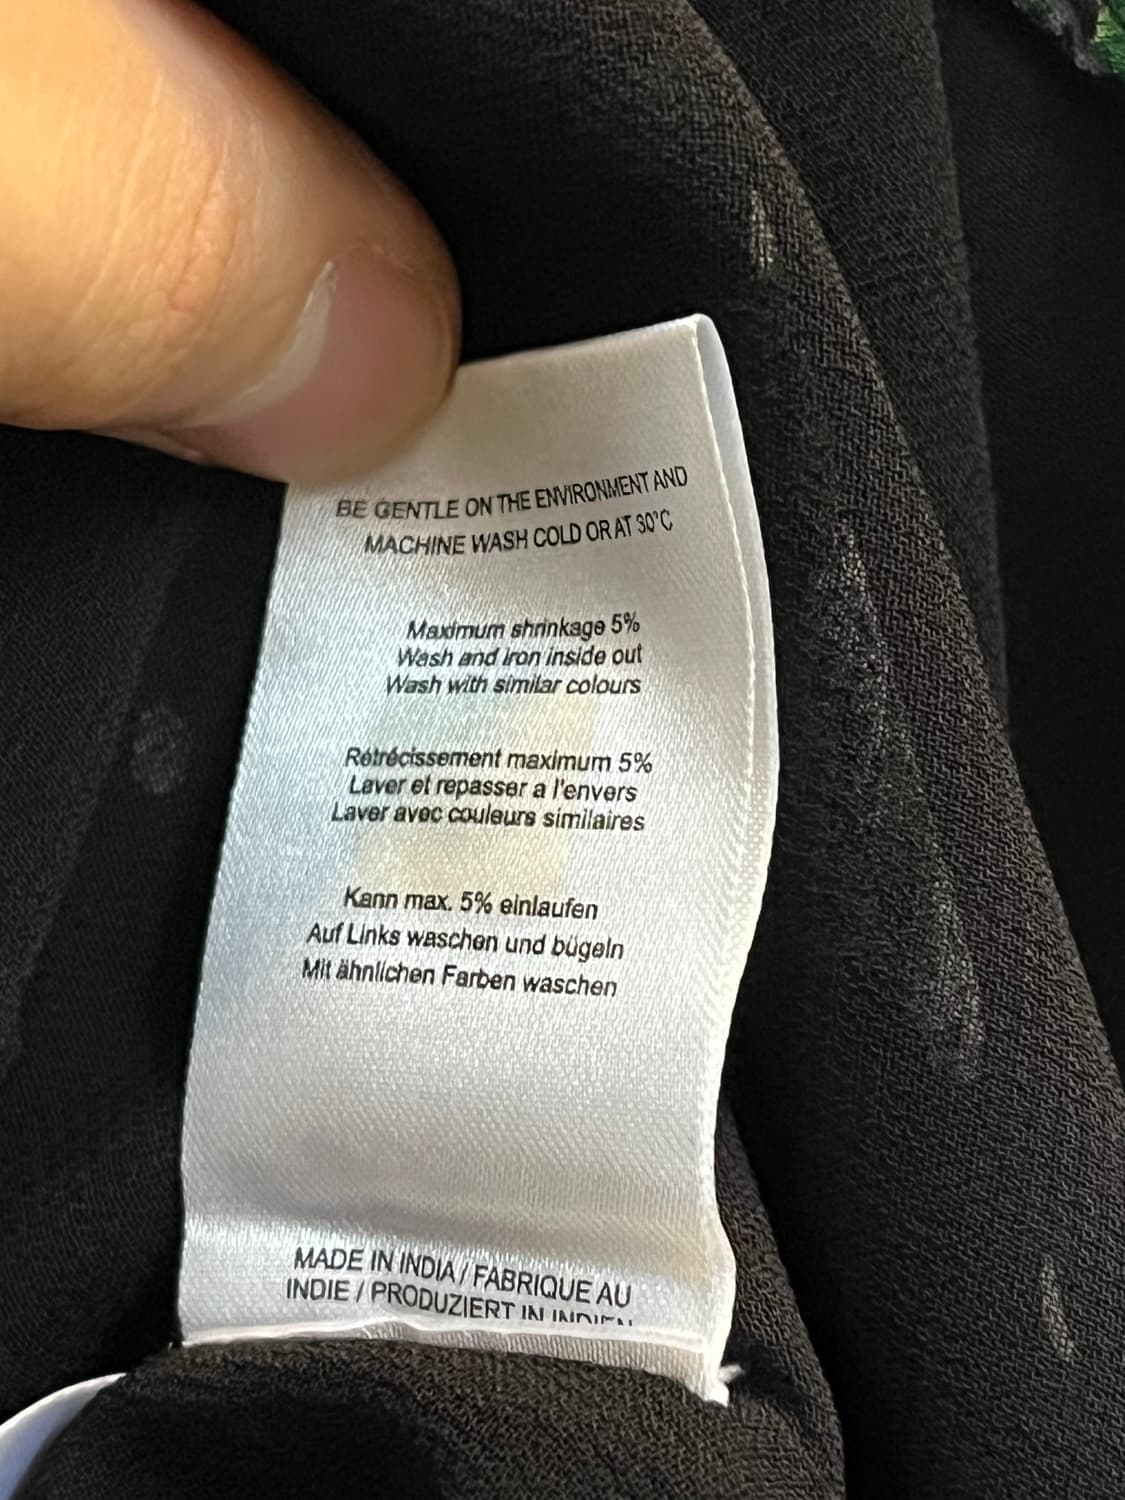 BE GENTLE ON THE ENVIRONMENT AND
MACHINE WASH COLD OR AT 30°C
Maximum shrinkage 5%
Wash and iron inside out
Wash with similar colours
Rétrécissement maximum 5%
Laver et repasser a l'envers
Laver avec couleurs similaires
Kann max. 5% einlaufen
Auf Links waschen und bügeln
Mit ähnlichen Farben waschen
MADE IN INDIA / FABRIQUE AU
INDIE / PRODUZIERT IN INDIEN